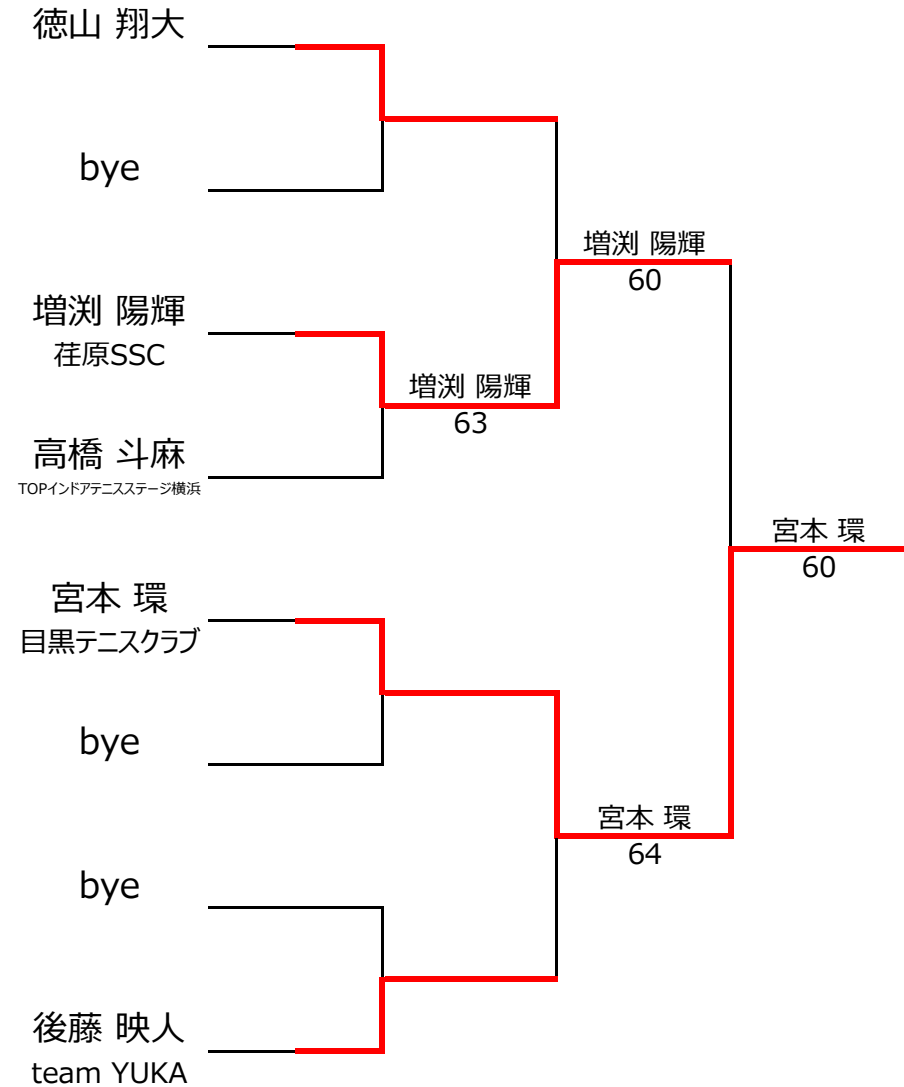 徳山 翔大
bye
増渕 陽輝
60
増渕 陽輝
荏原SSC
増渕 陽輝
63
高橋 斗麻
TOPインドアテニスステージ横浜
宮本 環
60
宮本 環
目黒テニスクラブ
bye
宮本 環
64
bye
後藤 映人
team YUKA